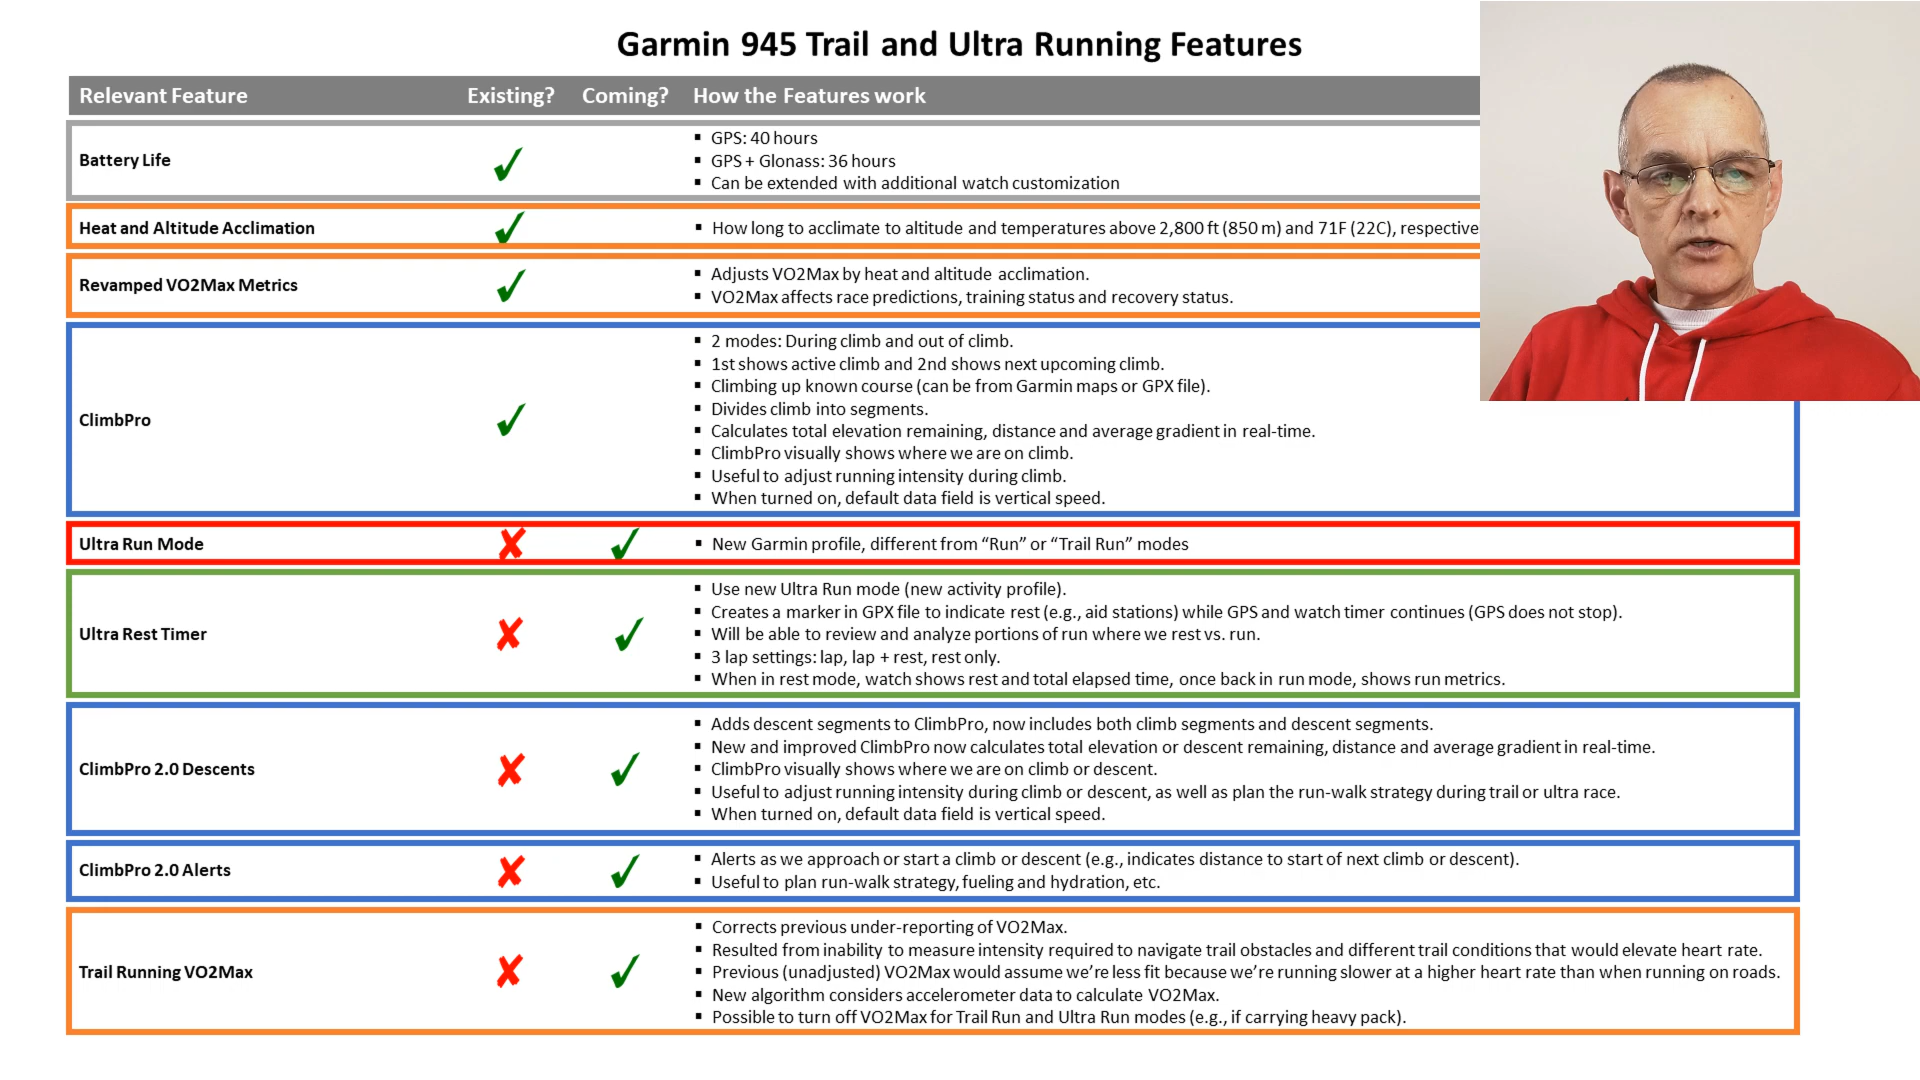 Garmin 945 Trail and Ultra Running Features
Relevant Feature Existing? Coming? How the Features work
Battery Life
▪ GPS: 40 hours
▪ GPS + Glonass: 36 hours
▪ Can be extended with additional watch customization
Heat and Altitude Acclimation
▪ How long to acclimate to altitude and temperatures above 2,800 ft (850 m) and 71F (22C), respective
Revamped VO2Max Metrics
▪ Adjusts VO2Max by heat and altitude acclimation.
▪ VO2Max affects race predictions, training status and recovery status.
ClimbPro
▪ 2 modes: During climb and out of climb.
▪ 1st shows active climb and 2nd shows next upcoming climb.
▪ Climbing up known course (can be from Garmin maps or GPX file).
▪ Divides climb into segments.
▪ Calculates total elevation remaining, distance and average gradient in real-time.
▪ ClimbPro visually shows where we are on climb.
▪ Useful to adjust running intensity during climb.
▪ When turned on, default data field is vertical speed.
Ultra Run Mode
▪ New Garmin profile, different from “Run” or “Trail Run” modes
Ultra Rest Timer
▪ Use new Ultra Run mode (new activity profile).
▪ Creates a marker in GPX file to indicate rest (e.g., aid stations) while GPS and watch timer continues (GPS does not stop).
▪ Will be able to review and analyze portions of run where we rest vs. run.
▪ 3 lap settings: lap, lap + rest, rest only.
▪ When in rest mode, watch shows rest and total elapsed time, once back in run mode, shows run metrics.
ClimbPro 2.0 Descents
▪ Adds descent segments to ClimbPro, now includes both climb segments and descent segments.
▪ New and improved ClimbPro now calculates total elevation or descent remaining, distance and average gradient in real-time.
▪ ClimbPro visually shows where we are on climb or descent.
▪ Useful to adjust running intensity during climb or descent, as well as plan the run-walk strategy during trail or ultra race.
▪ When turned on, default data field is vertical speed.
ClimbPro 2.0 Alerts
▪ Alerts as we approach or start a climb or descent (e.g., indicates distance to start of next climb or descent).
▪ Useful to plan run-walk strategy, fueling and hydration, etc.
Trail Running VO2Max
▪ Corrects previous under-reporting of VO2Max.
▪ Resulted from inability to measure intensity required to navigate trail obstacles and different trail conditions that would elevate heart rate.
▪ Previous (unadjusted) VO2Max would assume we’re less fit because we’re running slower at a higher heart rate than when running on roads.
▪ New algorithm considers accelerometer data to calculate VO2Max.
▪ Possible to turn off VO2Max for Trail Run and Ultra Run modes (e.g., if carrying heavy pack).